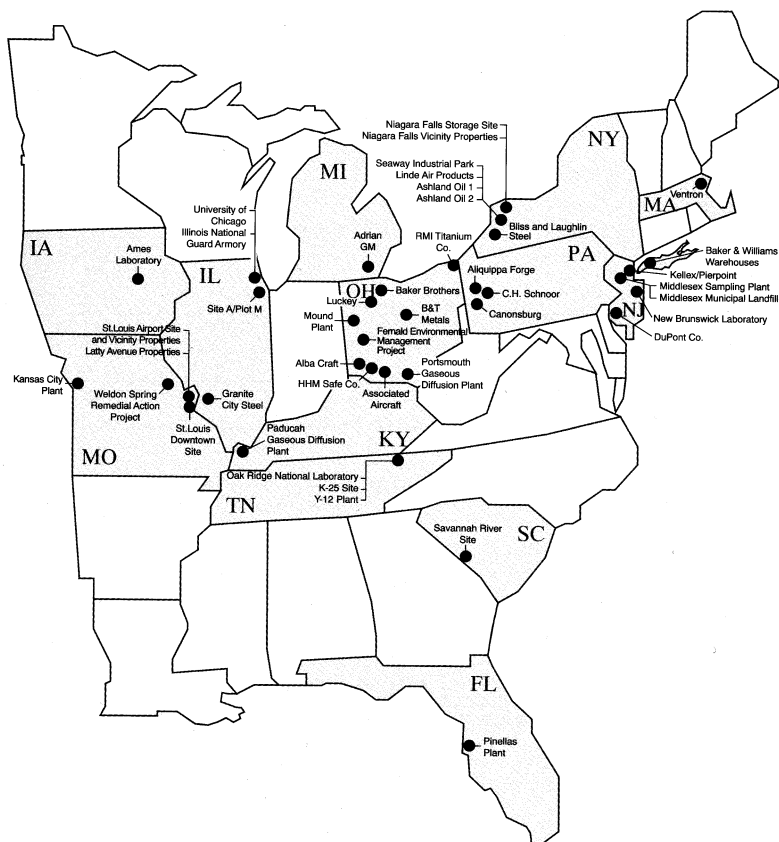 Niagara Falls Storage Site
Niagara Falls Vicinity Properties
NY
Seaway Industrial Park
Linde Air Products
Ashland Oil 1
Ashland Oil 2
MI
Ventron
MA
University of
Chicago
Illinois National
Guard Armory
Bliss and Laughlin
Steel
Adrian
GM
RMI Titanium
Co.
PA
IA
Ames
Laboratory
IL
Baker & Williams
Warehouses
Aliquippa Forge
Kellex/Pierpoint
OH
Baker Brothers
Middlesex Sampling Plant
Middlesex Municipal Landfill
C.H. Schnoor
Site A/Plot M
Luckey
Canonsburg
NJ
New Brunswick Laboratory
B&T
Metals
Mound
Plant
St.Louis Airport Site
and Vicinity Properties
Latty Avenue Properties
Fernald Environmental
Management
Project
DuPont Co.
Alba Craft
Portsmouth
Gaseous
Diffusion Plant
Kansas City
Plant
HHM Safe Co.
Weldon Spring
Remedial Action
Project
Granite
City Steel
Associated
Aircraft
St.Louis
Downtown
Site
Paducah
Gaseous Diffusion
Plant
KY
MO
Oak Ridge National Laboratory
K-25 Site
Y-12 Plant
TN
Savannah River
Site
SC
FL
Pinellas
Plant